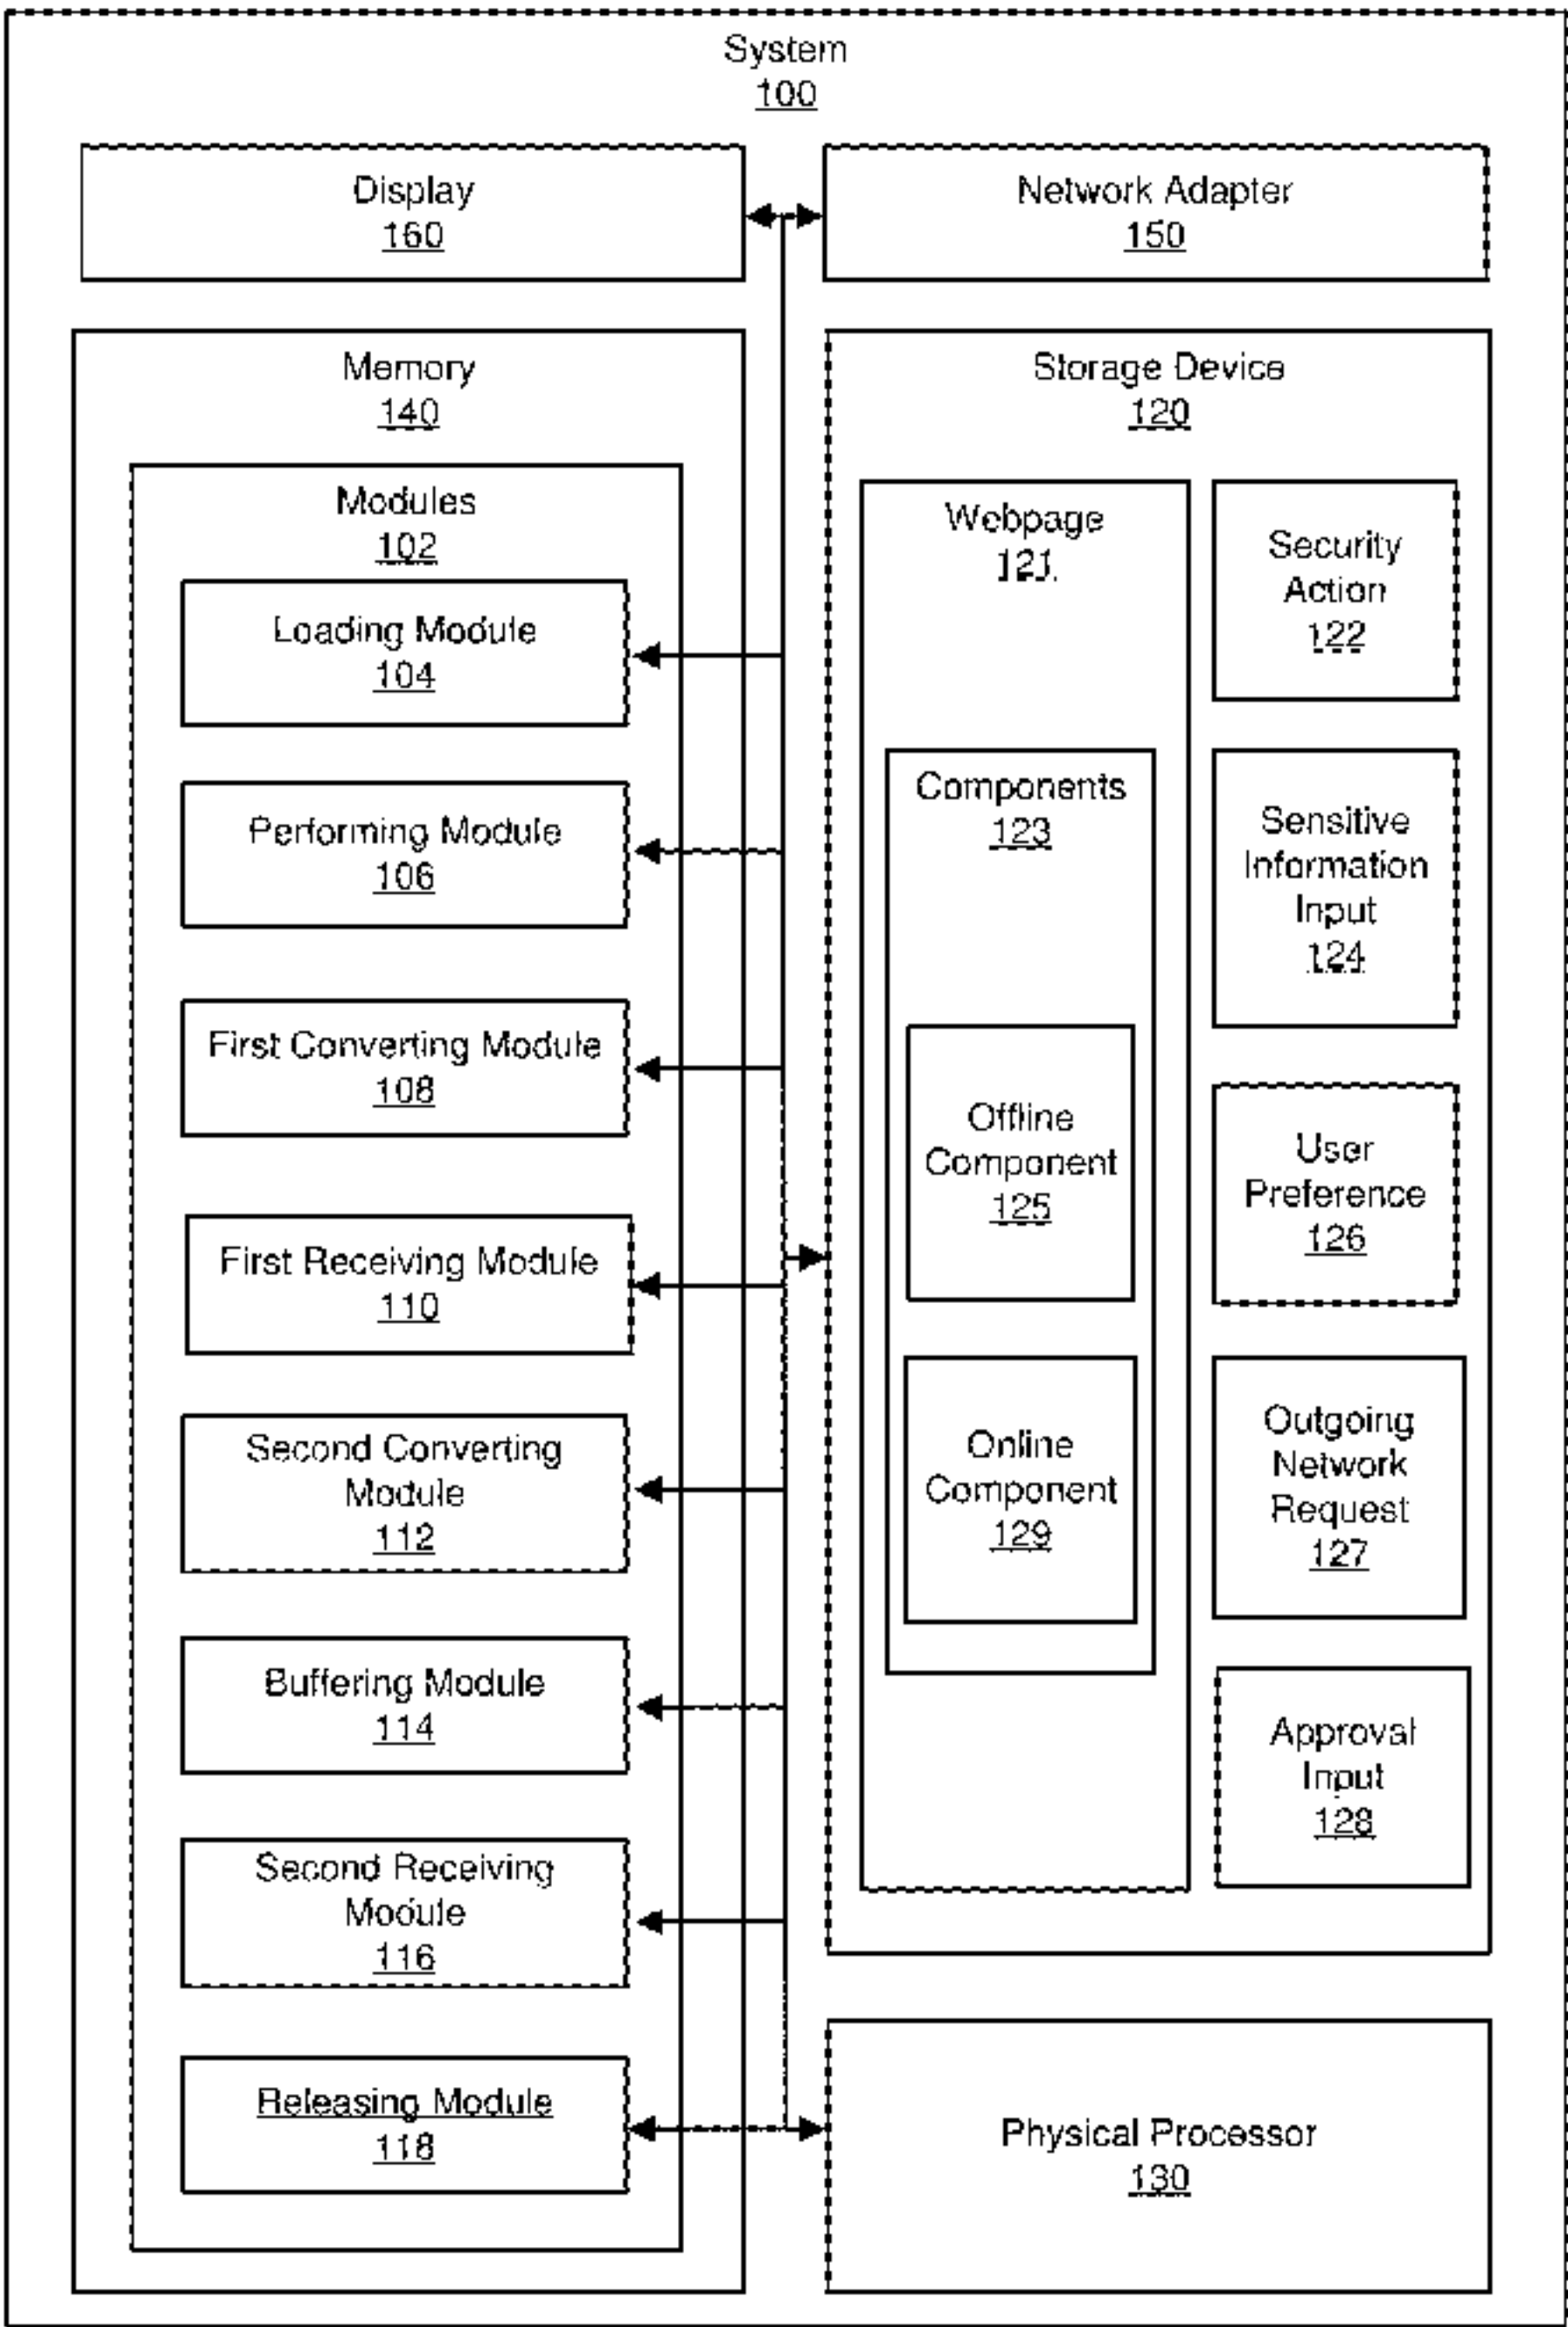 System
100
Display
160
Network Adapter
150
Memory
140
Modules
102
Loading Module
104
Performing Module
106
First Converting Module
108
First Receiving Module
110
Second Converting
Module
112
Buffering Module
114
Second Receiving
Module
116
Releasing Module
118
Storage Device
120
Webpage
121
Components
123
Offline
Component
125
Online
Component
129
Security
Action
122
Sensitive
Information
Input
124
User
Preference
126
Outgoing
Network
Request
127
Approval
Input
128
Physical Processor
130